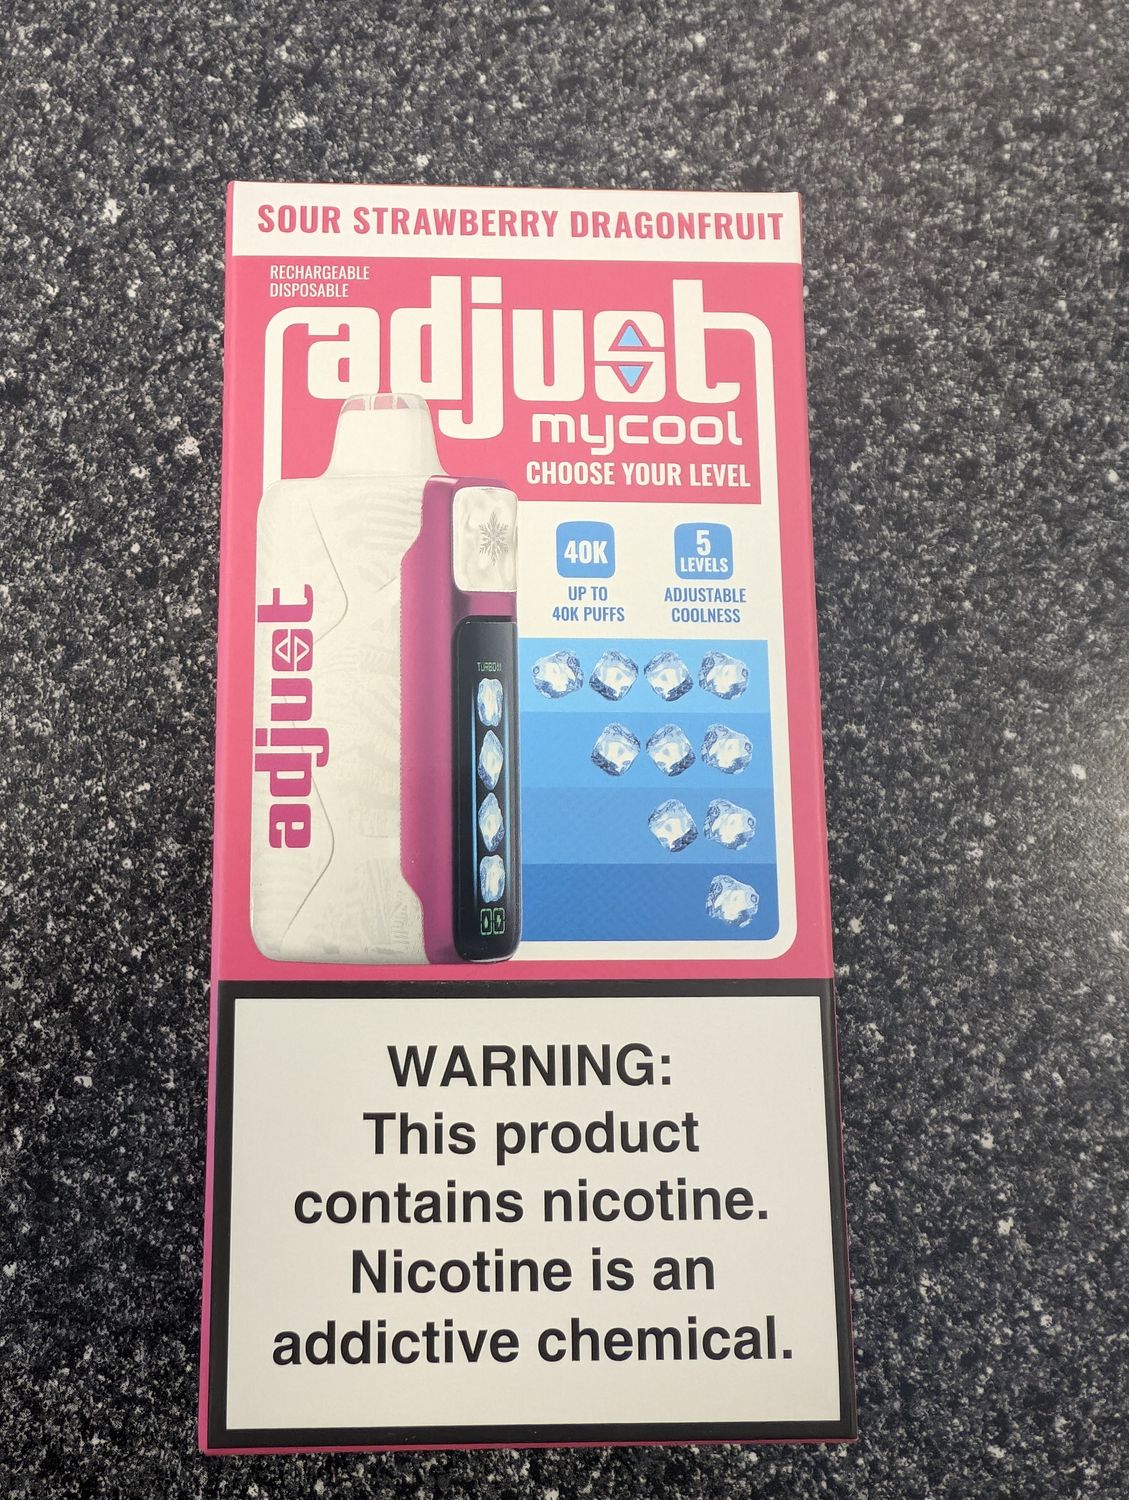 SOUR STRAWBERRY DRAGONFRUIT
RECHARGEABLE
DISPOSABLE
adjust
mycool
CHOOSE YOUR LEVEL
40K
UP TO
40K PUFFS
5
LEVELS
ADJUSTABLE
COOLNESS
adjust
TURBO
WARNING:
This product
contains nicotine.
Nicotine is an
addictive chemical.